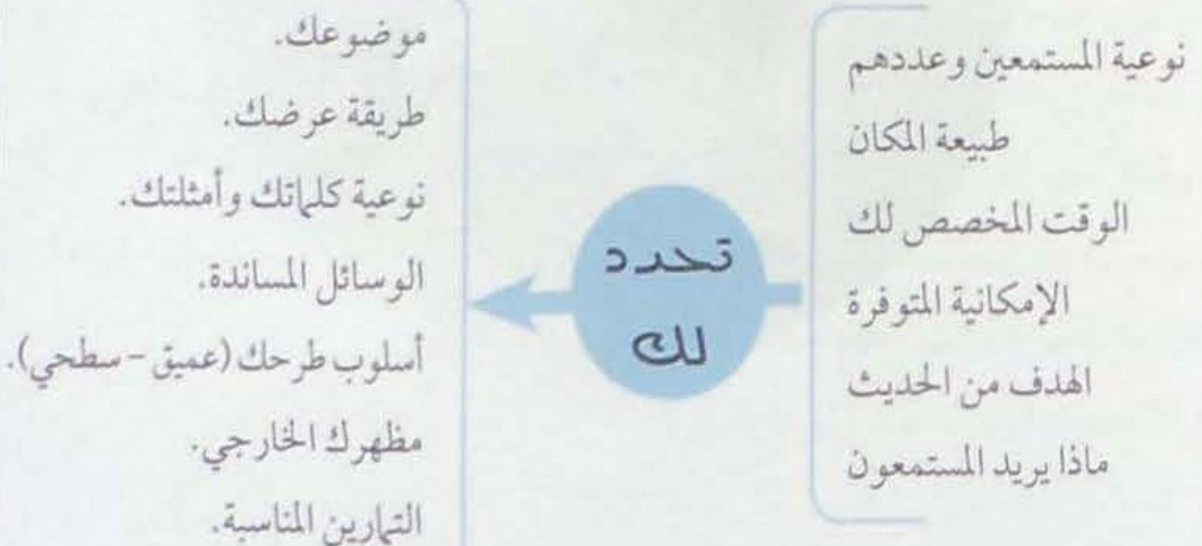 نوعية المستمعين وعددهم
طبيعة المكان
الوقت المخصص لك
الإمكانية المتوفرة
الهدف من الحديث
ماذا يريد المستمعون
تحدد
لك
موضوعك.
طريقة عرضك.
نوعية كلماتك وأمثلتك.
الوسائل المساندة.
أسلوب طرحك (عميق - سطحي).
مظهرك الخارجي.
التمارين المناسبة.